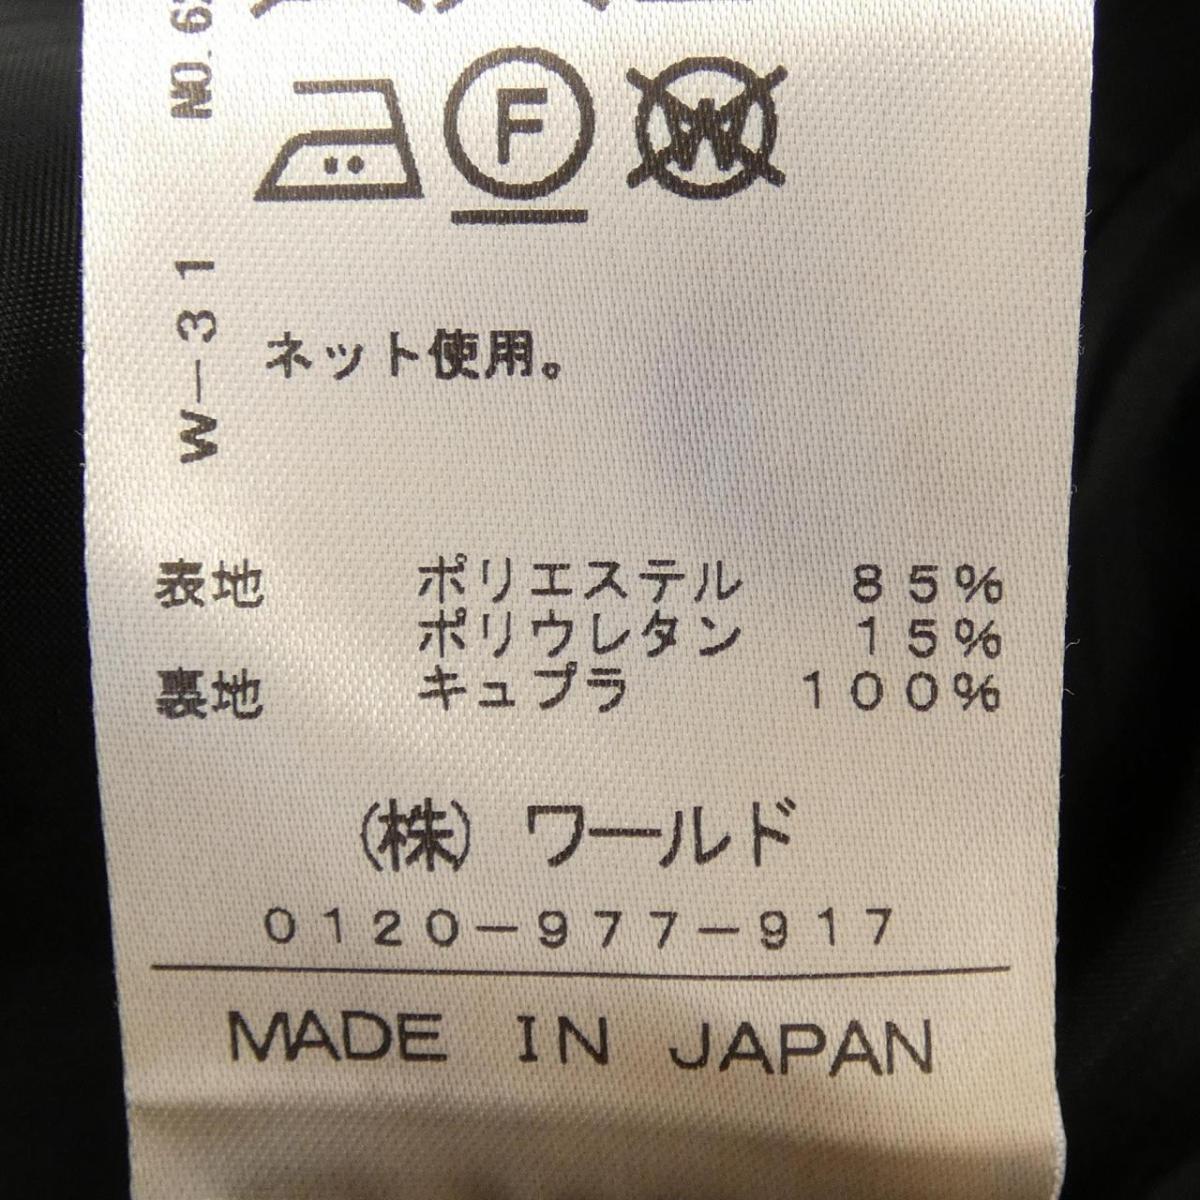 F
W
W-31
ネット使用。
表地 ポリエステル 85%
ポリウレタン 15%
裏地 キュプラ 100%
(株) ワールド
0120-977-917
MADE IN JAPAN